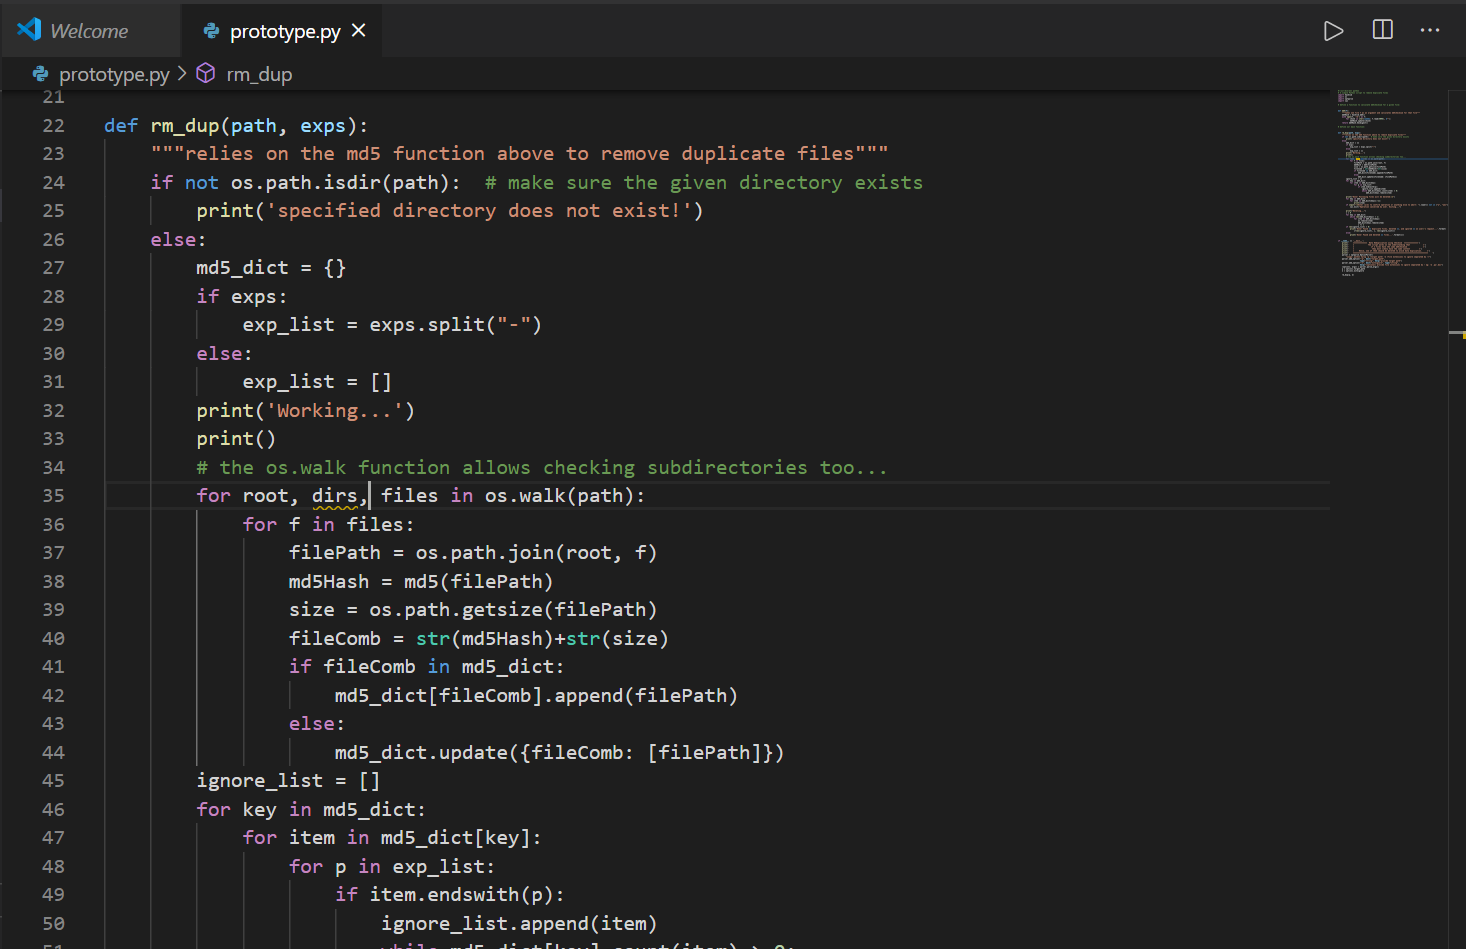 Welcome
prototype.py
prototype.py > rm_dup
21
22 def rm_dup(path, exps):
23     """relies on the md5 function above to remove duplicate files"""
24     if not os.path.isdir(path):  # make sure the given directory exists
25         print('specified directory does not exist!')
26     else:
27         md5_dict = {}
28         if exps:
29             exp_list = exps.split("-")
30         else:
31             exp_list = []
32         print('Working...')
33         print()
34         # the os.walk function allows checking subdirectories too...
35         for root, dirs, files in os.walk(path):
36             for f in files:
37                 filePath = os.path.join(root, f)
38                 md5Hash = md5(filePath)
39                 size = os.path.getsize(filePath)
40                 fileComb = str(md5Hash)+str(size)
41                 if fileComb in md5_dict:
42                     md5_dict[fileComb].append(filePath)
43                 else:
44                     md5_dict.update({fileComb: [filePath]})
45         ignore_list = []
46         for key in md5_dict:
47             for item in md5_dict[key]:
48                 for p in exp_list:
49                     if item.endswith(p):
50                         ignore_list.append(item)
51                         while md5_dict[key].count(item) > 0: